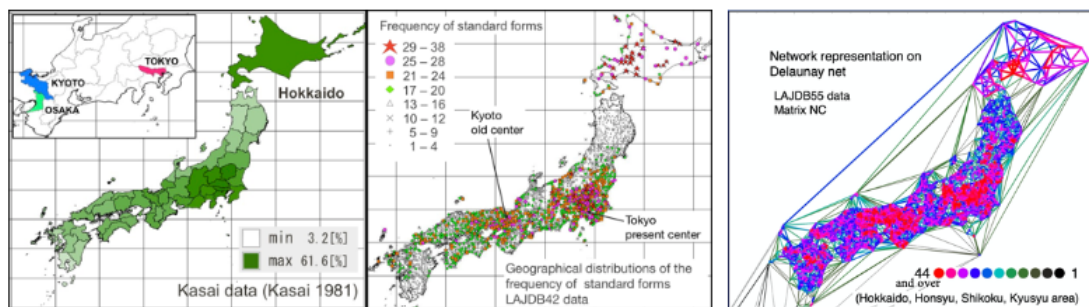 TOKYO
KYOTO
OSAKA
Hokkaido
min 3.2[%]
max 61.6[%]
Kasai data (Kasai 1981)
Frequency of standard forms
29 – 38
25 – 28
21 – 24
17 – 20
13 – 16
10 – 12
5 – 9
1 – 4
Kyoto
old center
Tokyo
present center
Geographical distributions of the
frequency of standard forms
LAJDB42 data
Network representation on
Delaunay net
LAJDB55 data
Matrix NC
44 1
and over
(Hokkaido, Honsyu, Shikoku, Kyusyu area)